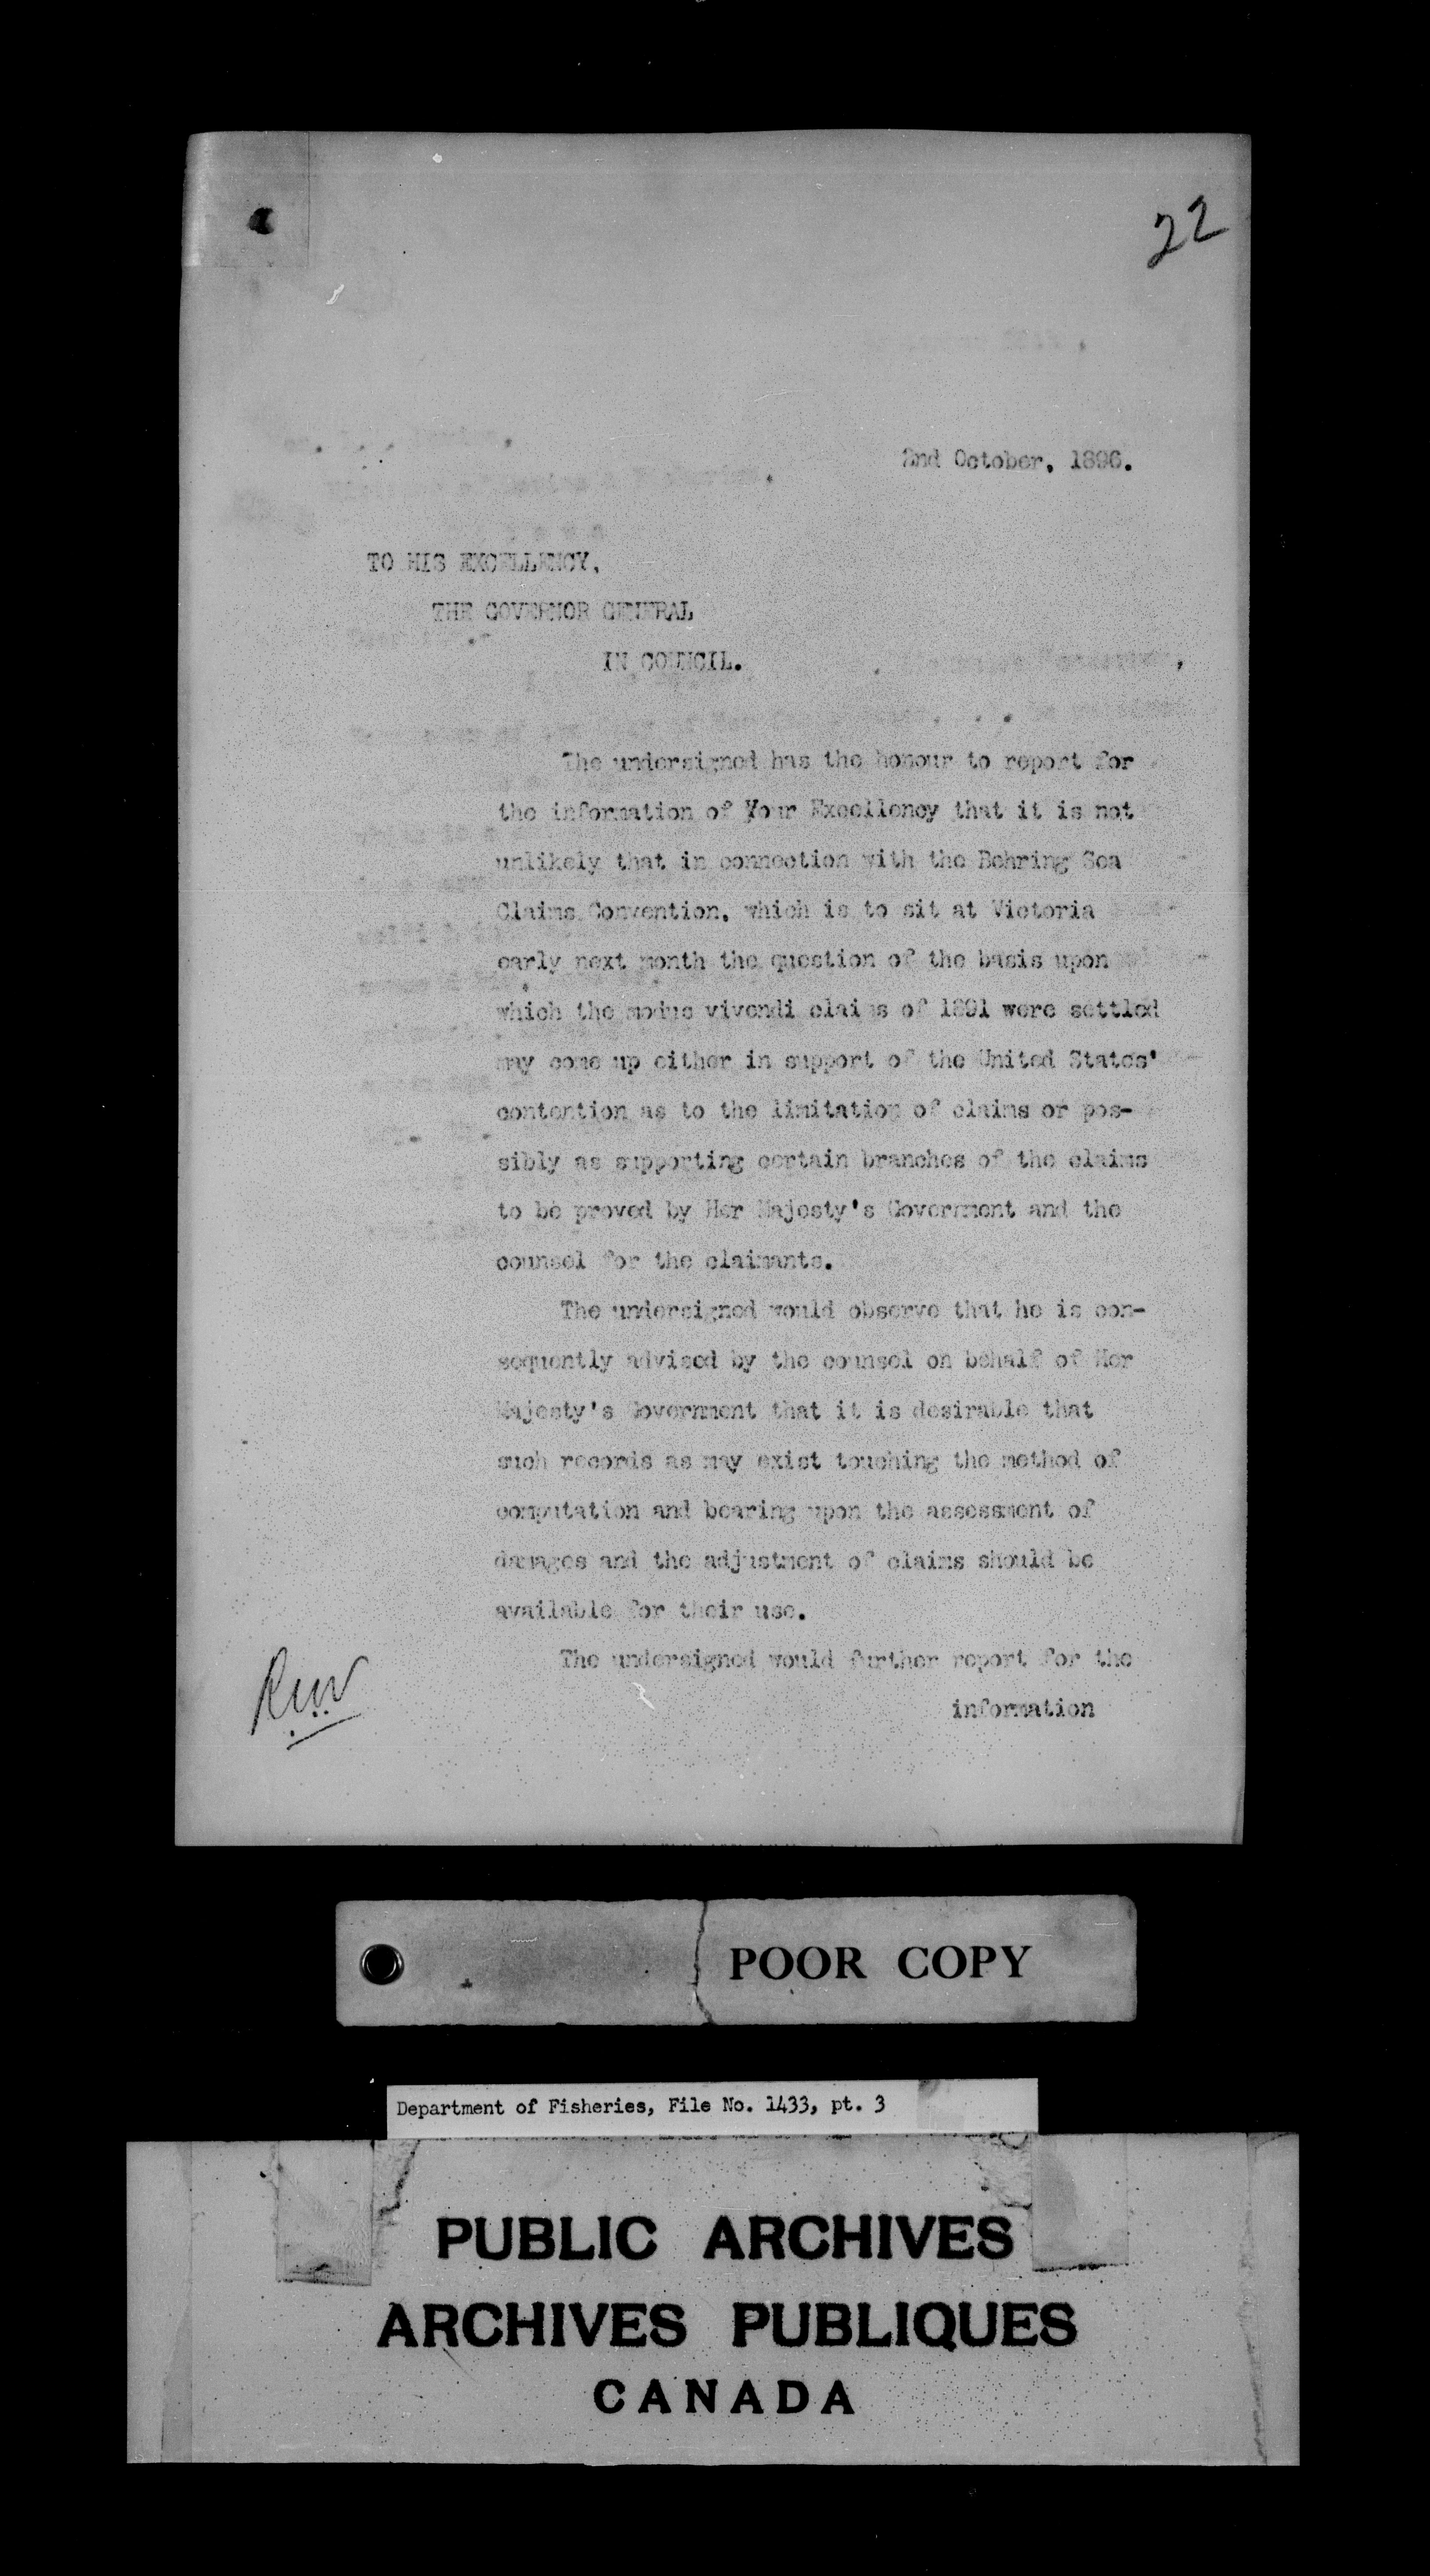 22
2nd October, 1896.
TO HIS EXCELLENCY,
THE GOVERNOR GENERAL
IN COUNCIL.
The undersigned has the honour to report for
the information of Your Excellency that it is not
unlikely that in connection with the Behring Sea
Claims Convention, which is to sit at Victoria
early next month the question of the basis upon
which the modus vivendi claims of 1891 were settled
may come up either in support of the United States'
contention as to the limitation of claims or pos-
sibly as supporting certain branches of the claims
to be proved by Her Majesty's Government and the
counsel for the claimants.
The undersigned would observe that he is con-
sequently advised by the counsel on behalf of Her
Majesty's Government that it is desirable that
such records as may exist touching the method of
computation and bearing upon the assessment of
damages and the adjustment of claims should be
available for their use.
The undersigned would further report for the
information
POOR COPY
Department of Fisheries, File No. 1433, pt. 3
PUBLIC ARCHIVES
ARCHIVES PUBLIQUES
CANADA